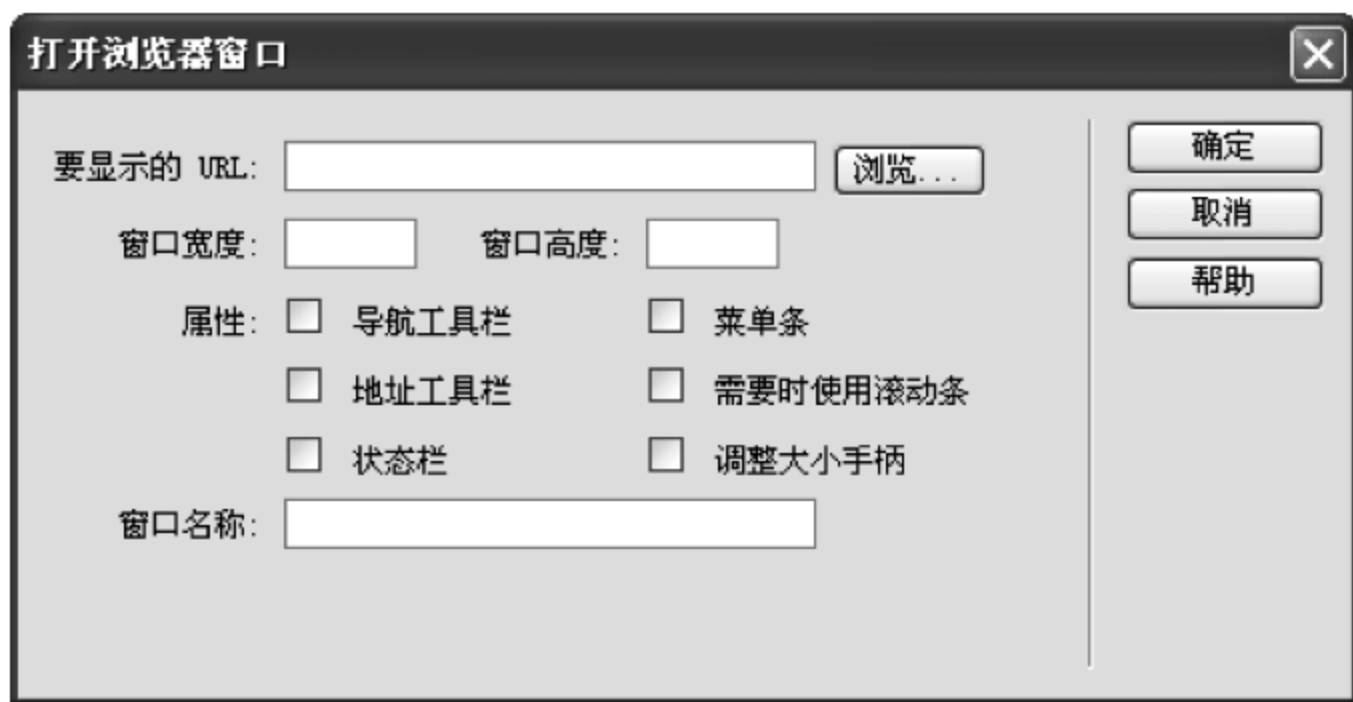 打开浏览器窗口
要显示的 URL: 浏览... 确定
取消
窗口宽度: 窗口高度:
帮助
属性: 导航工具栏 菜单条
地址工具栏 需要时使用滚动条
状态栏 调整大小手柄
窗口名称: